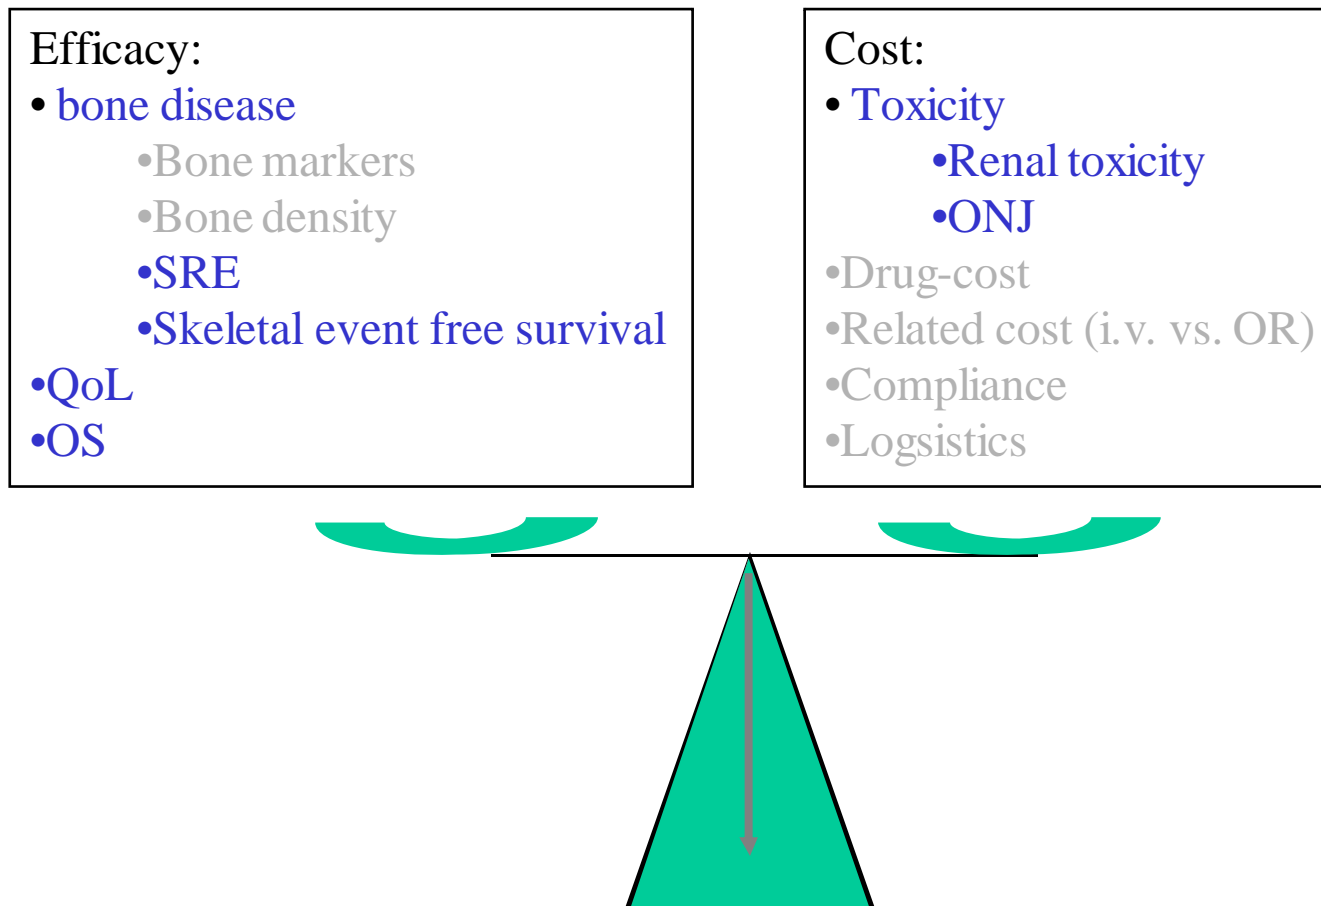 Efficacy:
• bone disease
•Bone markers
•Bone density
•SRE
•Skeletal event free survival
•QoL
•OS
Cost:
• Toxicity
•Renal toxicity
•ONJ
•Drug-cost
•Related cost (i.v. vs. OR)
•Compliance
•Logsistics